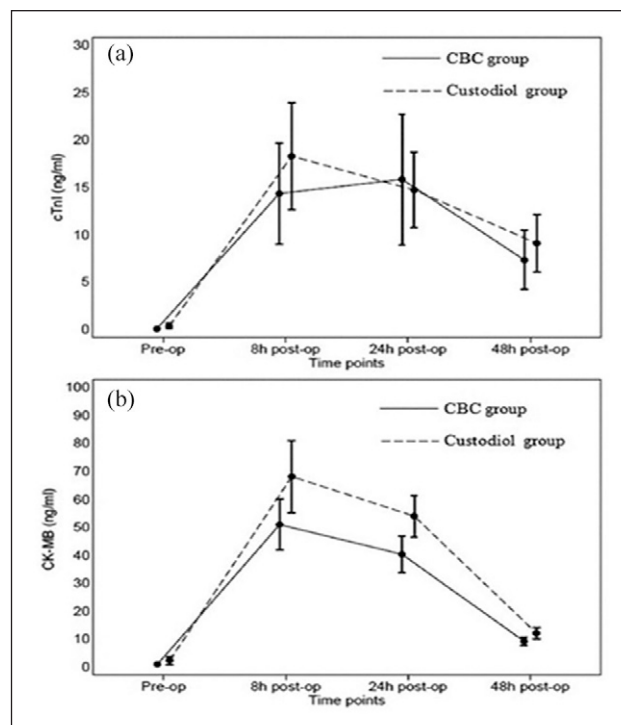 (a)
CBC group
Custodiol group
cTnI (ng/ml)
30
25
20
15
10
5
0
Pre-op 8h post-op 24h post-op 48h post-op
Time points
(b)
CBC group
Custodiol group
CK-MB (ng/ml)
100
90
80
70
60
50
40
30
20
10
0
Pre-op 8h post-op 24h post-op 48h post-op
Time points